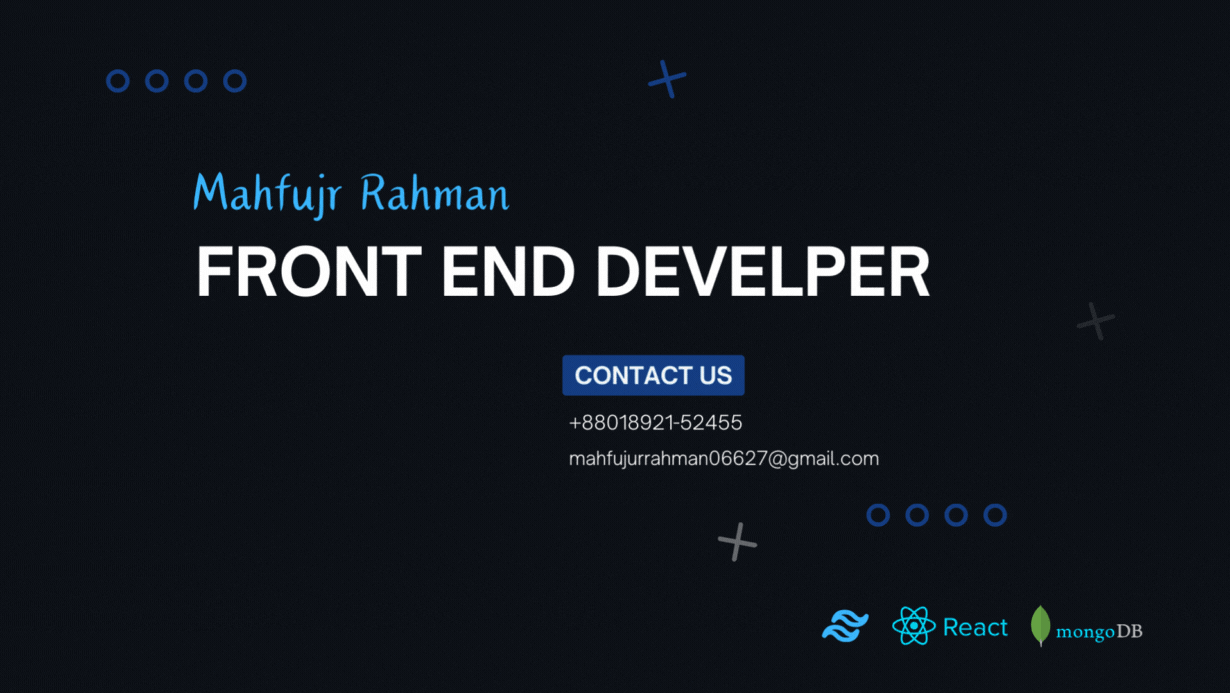 Mahfujr Rahman
FRONT END DEVELPER
CONTACT US
+88018921-52455
mahfujurrahman06627@gmail.com
React
mongoDB